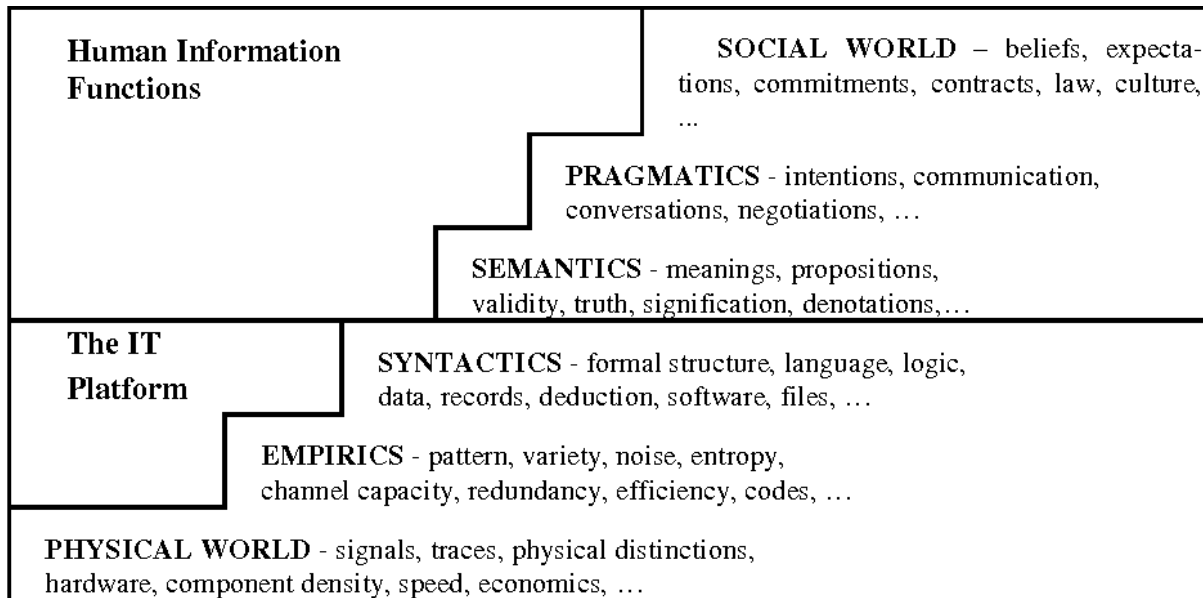 Human Information
Functions
SOCIAL WORLD – beliefs, expecta-
tions, commitments, contracts, law, culture,
...
PRAGMATICS - intentions, communication,
conversations, negotiations, …
SEMANTICS - meanings, propositions,
validity, truth, signification, denotations,…
The IT
Platform
SYNTACTICS - formal structure, language, logic,
data, records, deduction, software, files, …
EMPIRICS - pattern, variety, noise, entropy,
channel capacity, redundancy, efficiency, codes, …
PHYSICAL WORLD - signals, traces, physical distinctions,
hardware, component density, speed, economics, …